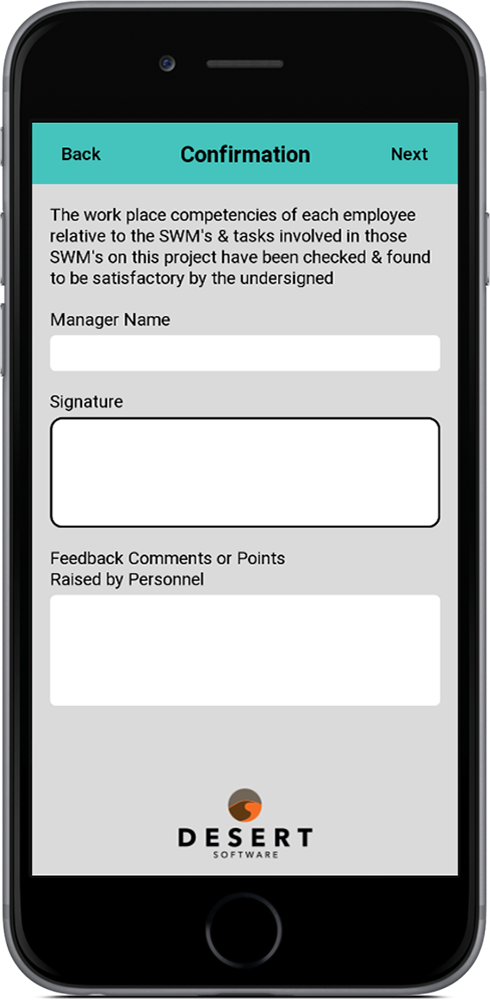 Back Confirmation Next
The work place competencies of each employee
relative to the SWM's & tasks involved in those
SWM's on this project have been checked & found
to be satisfactory by the undersigned
Manager Name
Signature
Feedback Comments or Points
Raised by Personnel
DESERT
SOFTWARE